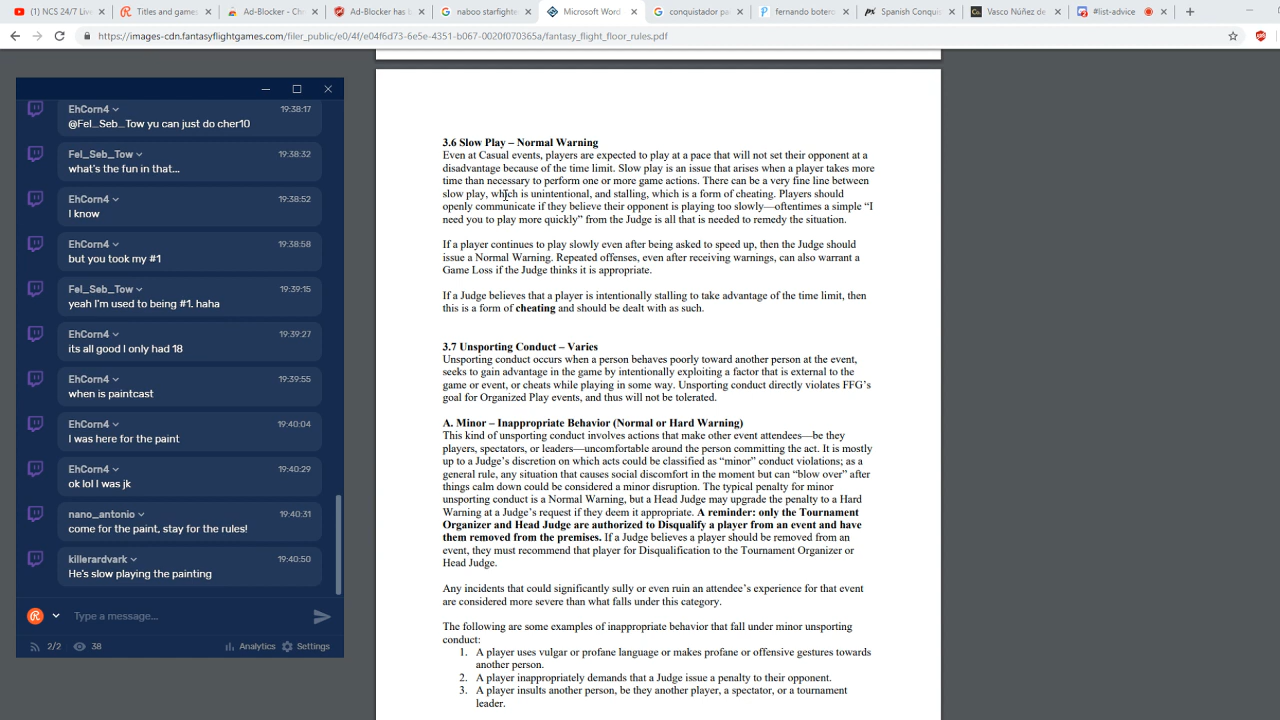 (1) NCS 24/7 Live
Titles and games
Ad-Blocker - Chr
Ad-Blocker has b
naboo starfighte
Microsoft Word
conquistador pa
fernando botero
Spanish Conqui
Vasco Núñez de
#list-advice
https://images-cdn.fantasyflightgames.com/filer_public/e0/4f/e04f6d73-6e5e-4351-b067-0020f070365a/fantasy_flight_floor_rules.pdf
EhCorn4 19:38:17
@Fel_Seb_Tow yu can just do cher10
Fel_Seb_Tow 19:38:32
what's the fun in that...
EhCorn4 19:38:52
I know
EhCorn4 19:38:58
but you took my #1
Fel_Seb_Tow 19:39:15
yeah I'm used to being #1. haha
EhCorn4 19:39:27
its all good I only had 18
EhCorn4 19:39:55
when is paintcast
EhCorn4 19:40:04
I was here for the paint
EhCorn4 19:40:29
ok lol I was jk
nano_antonio 19:40:31
come for the paint, stay for the rules!
killerardvark 19:40:50
He's slow playing the painting
Type a message...
2/2 38 Analytics Settings
3.6 Slow Play – Normal Warning
Even at Casual events, players are expected to play at a pace that will not set their opponent at a
disadvantage because of the time limit. Slow play is an issue that arises when a player takes more
time than necessary to perform one or more game actions. There can be a very fine line between
slow play, which is unintentional, and stalling, which is a form of cheating. Players should
openly communicate if they believe their opponent is playing too slowly—oftentimes a simple “I
need you to play more quickly” from the Judge is all that is needed to remedy the situation.
If a player continues to play slowly even after being asked to speed up, then the Judge should
issue a Normal Warning. Repeated offenses, even after receiving warnings, can also warrant a
Game Loss if the Judge thinks it is appropriate.
If a Judge believes that a player is intentionally stalling to take advantage of the time limit, then
this is a form of cheating and should be dealt with as such.
3.7 Unsporting Conduct – Varies
Unsporting conduct occurs when a person behaves poorly toward another person at the event,
seeks to gain advantage in the game by intentionally exploiting a factor that is external to the
game or event, or cheats while playing in some way. Unsporting conduct directly violates FFG’s
goal for Organized Play events, and thus will not be tolerated.
A. Minor – Inappropriate Behavior (Normal or Hard Warning)
This kind of unsporting conduct involves actions that make other event attendees—be they
players, spectators, or leaders—uncomfortable around the person committing the act. It is mostly
up to a Judge’s discretion on which acts could be classified as “minor” conduct violations; as a
general rule, any situation that causes social discomfort in the moment but can “blow over” after
things calm down could be considered a minor disruption. The typical penalty for minor
unsporting conduct is a Normal Warning, but a Head Judge may upgrade the penalty to a Hard
Warning at a Judge’s request if they deem it appropriate. A reminder: only the Tournament
Organizer and Head Judge are authorized to Disqualify a player from an event and have
them removed from the premises. If a Judge believes a player should be removed from an
event, they must recommend that player for Disqualification to the Tournament Organizer or
Head Judge.
Any incidents that could significantly sully or even ruin an attendee’s experience for that event
are considered more severe than what falls under this category.
The following are some examples of inappropriate behavior that fall under minor unsporting
conduct:
1. A player uses vulgar or profane language or makes profane or offensive gestures towards
another person.
2. A player inappropriately demands that a Judge issue a penalty to their opponent.
3. A player insults another person, be they another player, a spectator, or a tournament
leader.